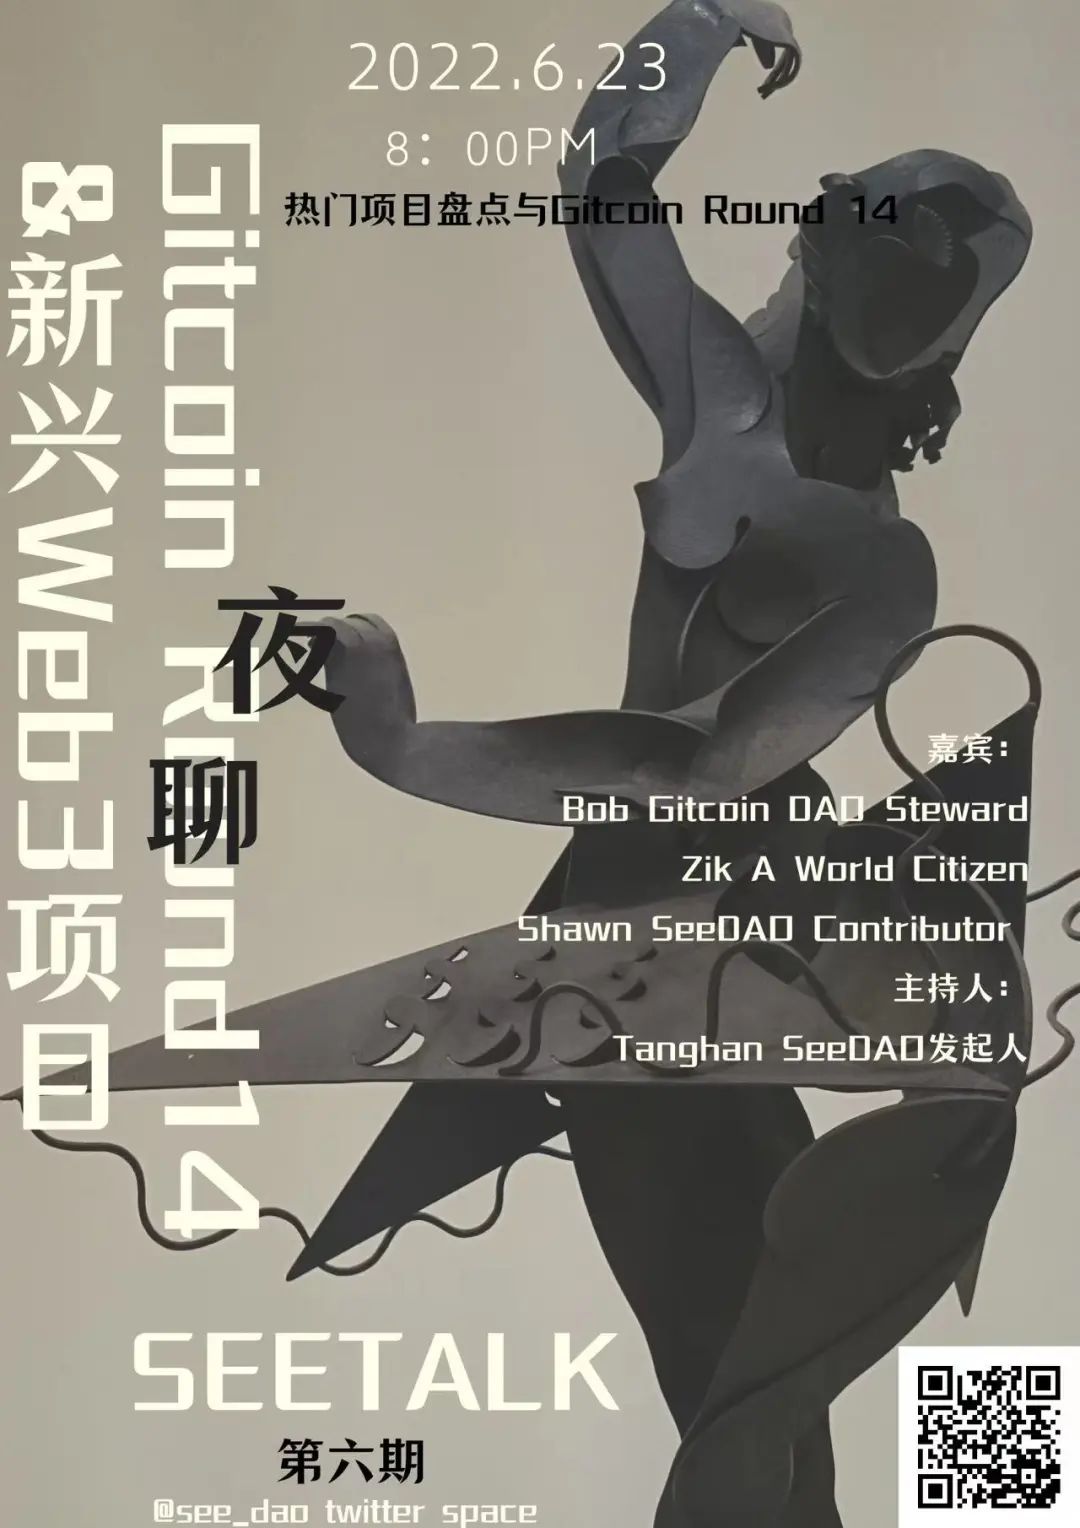 2022.6.23
8：00PM
热门项目盘点与Gitcoin Round 14
Gitcoin Round 14
&新兴Web3项目
夜
聊
嘉宾：
Bob Gitcoin DAO Steward
Zik A World Citizen
Shawn SeeDAO Contributor
主持人：
Tanghan SeeDAO发起人
SEETALK
第六期
@see_dao twitter space